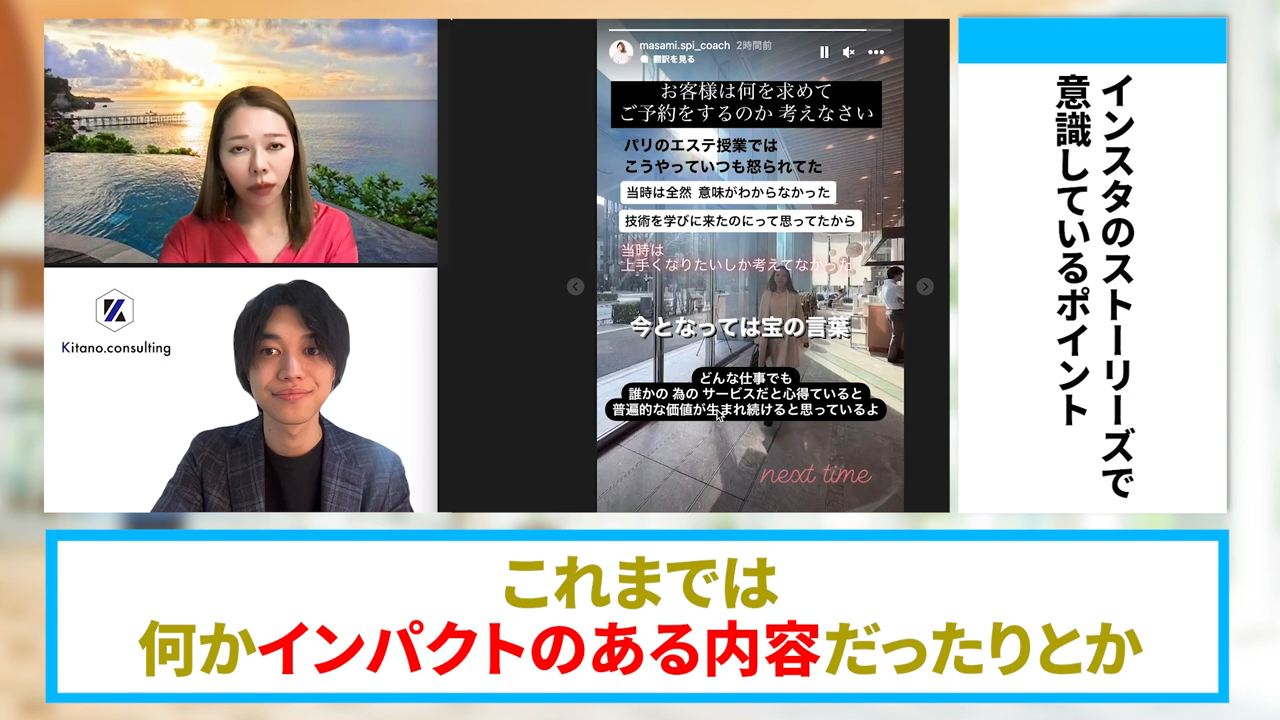 Kitano.consulting
masami.spi_coach 2時間前
翻訳を見る
お客様は何を求めて
ご予約をするのか 考えなさい
パリのエステ授業では
こうやっていつも怒られてた
当時は全然 意味がわからなかった
技術を学びに来たのにって思ってたから
当時は
上手くなりたいしか考えてなかった
今となっては宝の言葉
どんな仕事でも
誰かの 為の サービスだと心得ていると
普遍的な価値が生まれ続けると思っているよ
next time
インスタのストーリーズで
意識しているポイント
これまでは
何かインパクトのある内容だったりとか